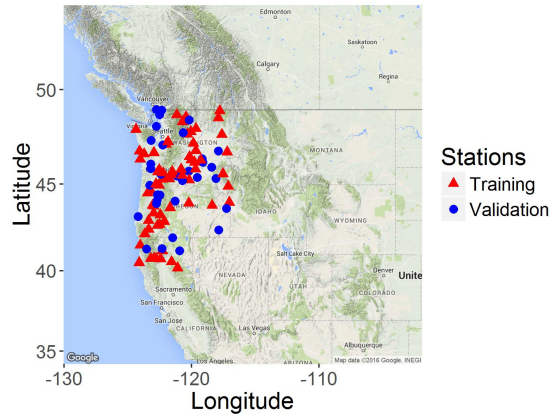 Edmonton
Saskatoon
Calgary
Regina
Vancouver
Victoria
Seattle
WASHINGTON
MONTANA
OREGON
IDAHO
WYOMING
Salt Lake City
NEVADA
UTAH
Denver
COLORADO
Unite
Sacramento
San Francisco
San Jose
CALIFORNIA
Las Vegas
Albuquerque
Los Angeles
ARIZONA
Google
Map data ©2016 Google, INEGI
50
45
40
35
-130
-120
-110
Latitude
Longitude
Stations
Training
Validation